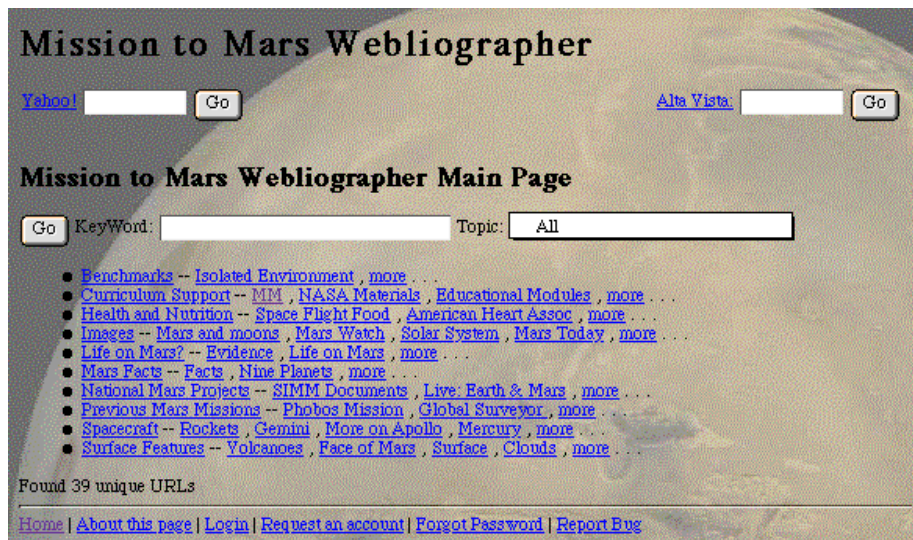 Mission to Mars Webliographer
Yahoo! Go Alta Vista: Go
Mission to Mars Webliographer Main Page
Go KeyWord: Topic: All
Benchmarks -- Isolated Environment , more . . .
Curriculum Support -- MM , NASA Materials , Educational Modules , more . . .
Health and Nutrition -- Space Flight Food , American Heart Assoc , more . . .
Images -- Mars and moons , Mars Watch , Solar System , Mars Today , more . . .
Life on Mars? -- Evidence , Life on Mars , more . . .
Mars Facts -- Facts , Nine Planets , more . . .
National Mars Projects -- SIMM Documents , Live: Earth & Mars , more . . .
Previous Mars Missions -- Phobos Mission , Global Surveyor , more . . .
Spacecraft -- Rockets , Gemini , More on Apollo , Mercury , more . . .
Surface Features -- Volcanoes , Face of Mars , Surface , Clouds , more . . .
Found 39 unique URLs
Home | About this page | Login | Request an account | Forgot Password | Report Bug